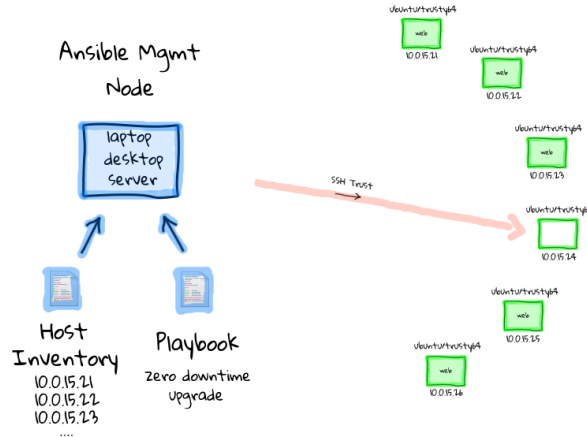 Ansible Mgmt
Node
laptop
desktop
server
Host
Inventory
10.0.15.21
10.0.15.22
10.0.15.23
....
Playbook
zero downtime
upgrade
SSH Trust
ubuntu/trusty64
web
10.0.15.21
ubuntu/trusty64
web
10.0.15.22
ubuntu/trusty64
web
10.0.15.23
ubuntu/trusty6
10.0.15.24
ubuntu/trusty64
web
10.0.15.25
ubuntu/trusty64
web
10.0.15.26